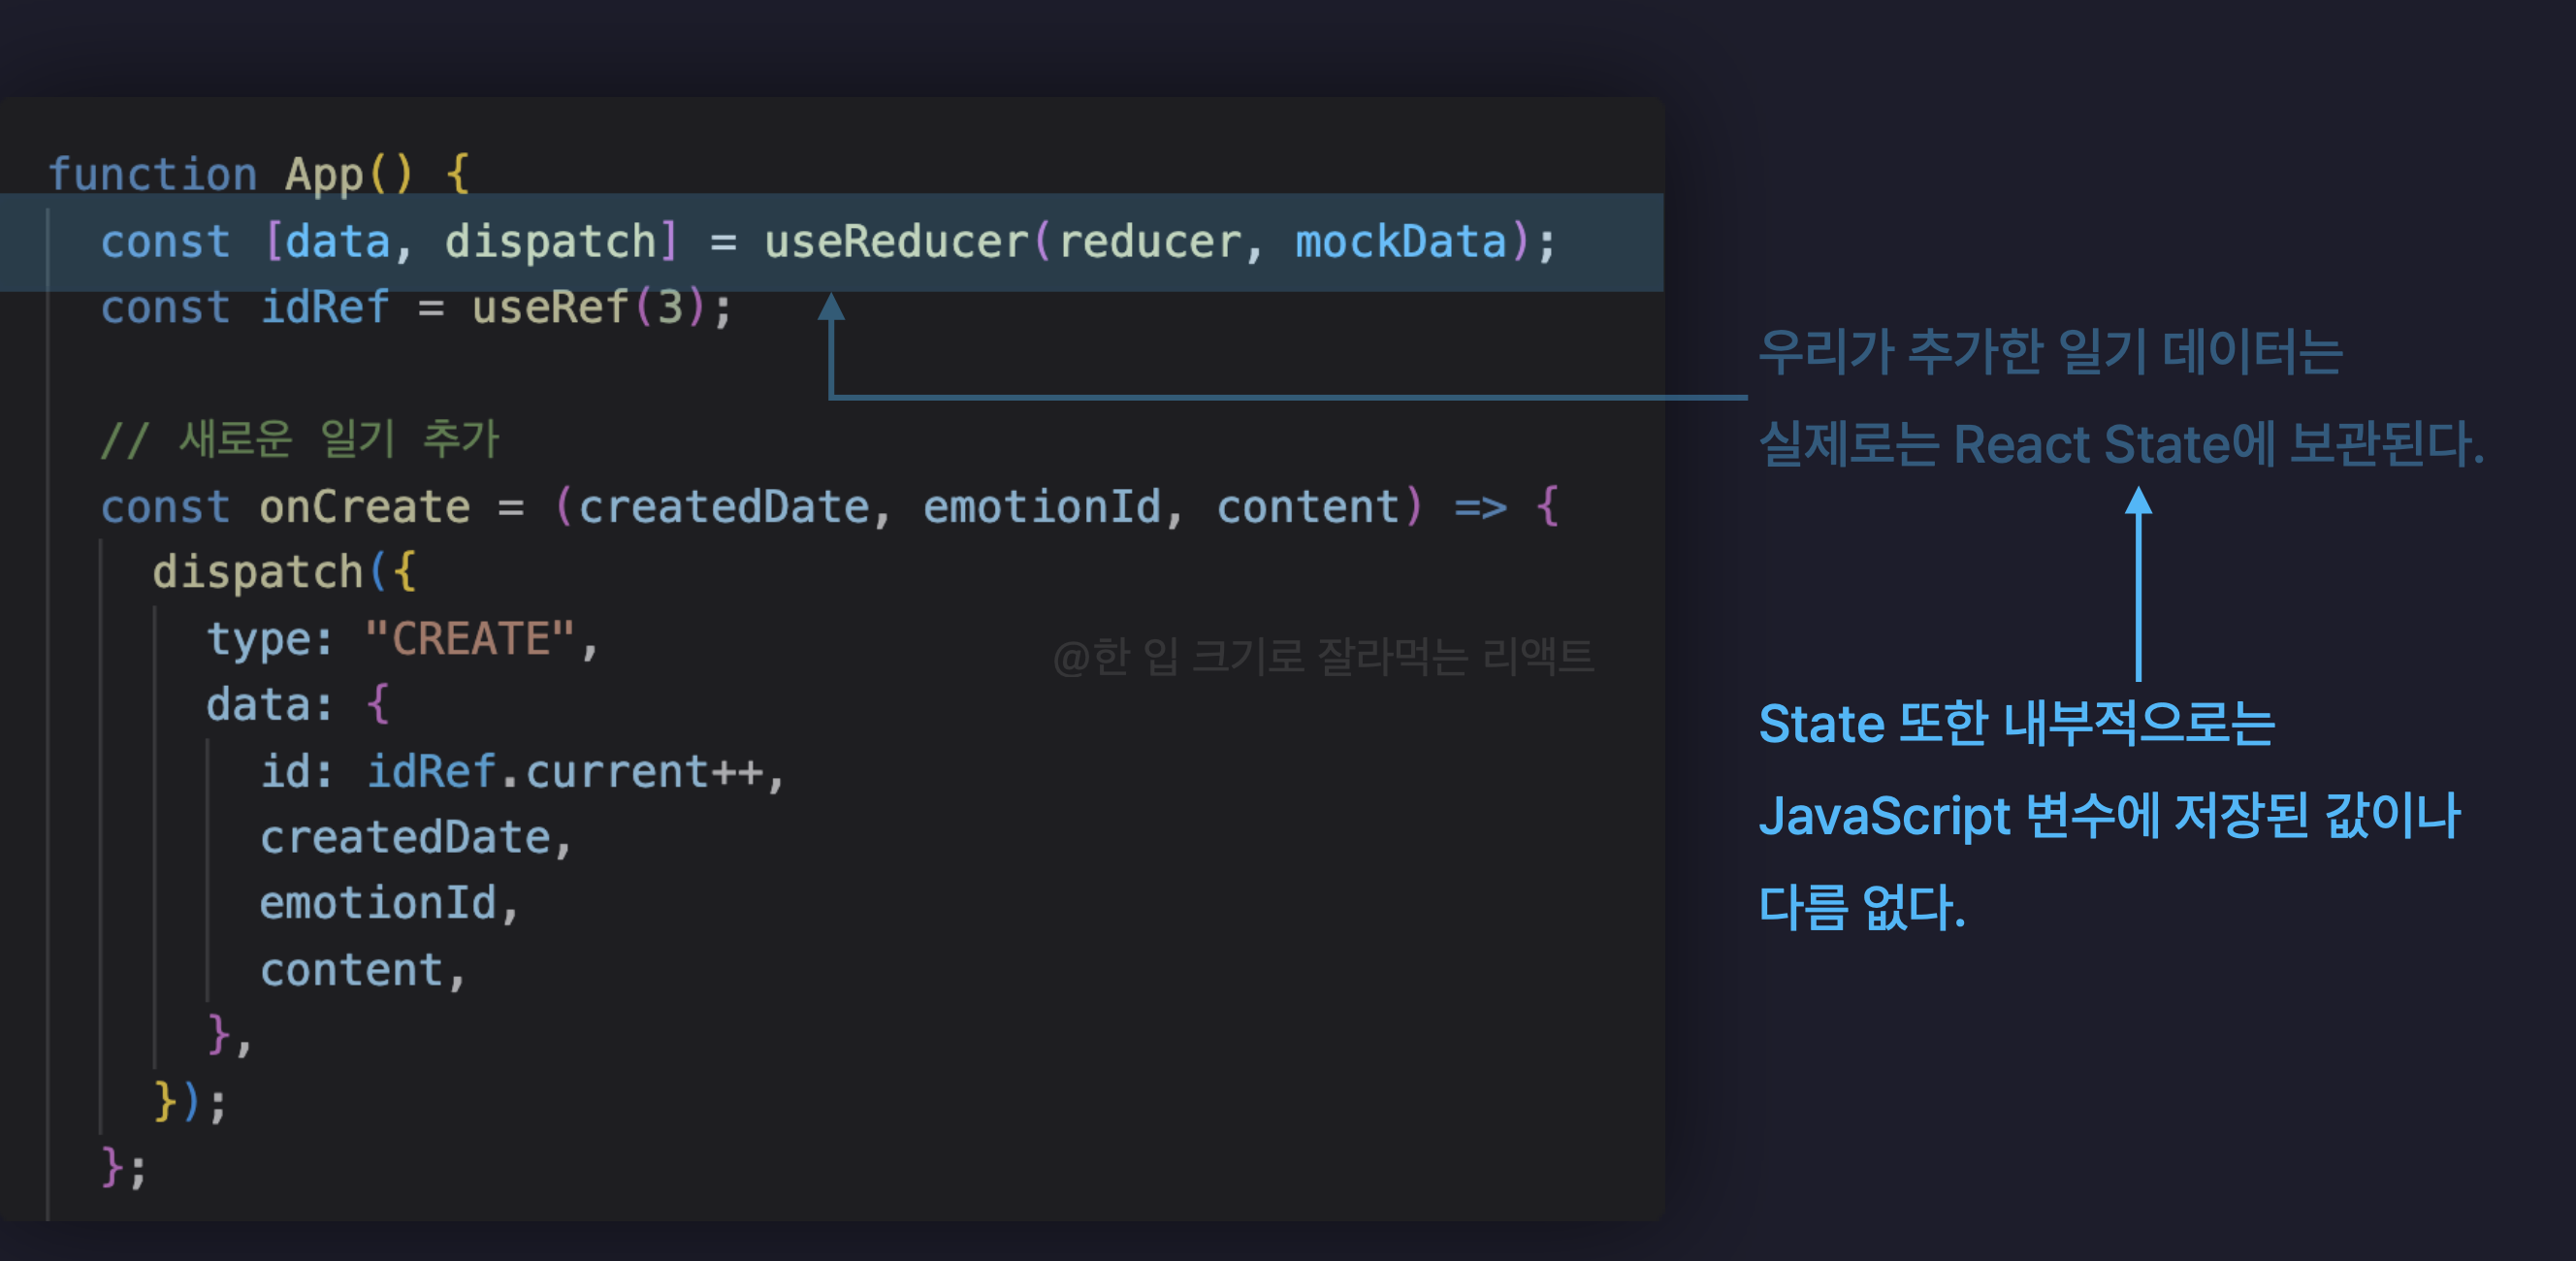 function App() {
  const [data, dispatch] = useReducer(reducer, mockData);
  const idRef = useRef(3);
  // 새로운 일기 추가
  const onCreate = (createdDate, emotionId, content) => {
    dispatch({
      type: "CREATE",
      data: {
        id: idRef.current++,
        createdDate,
        emotionId,
        content,
      },
    });
  };
@한 입 크기로 잘라먹는 리액트
우리가 추가한 일기 데이터는
실제로는 React State에 보관된다.
State 또한 내부적으로는
JavaScript 변수에 저장된 값이나
다름 없다.